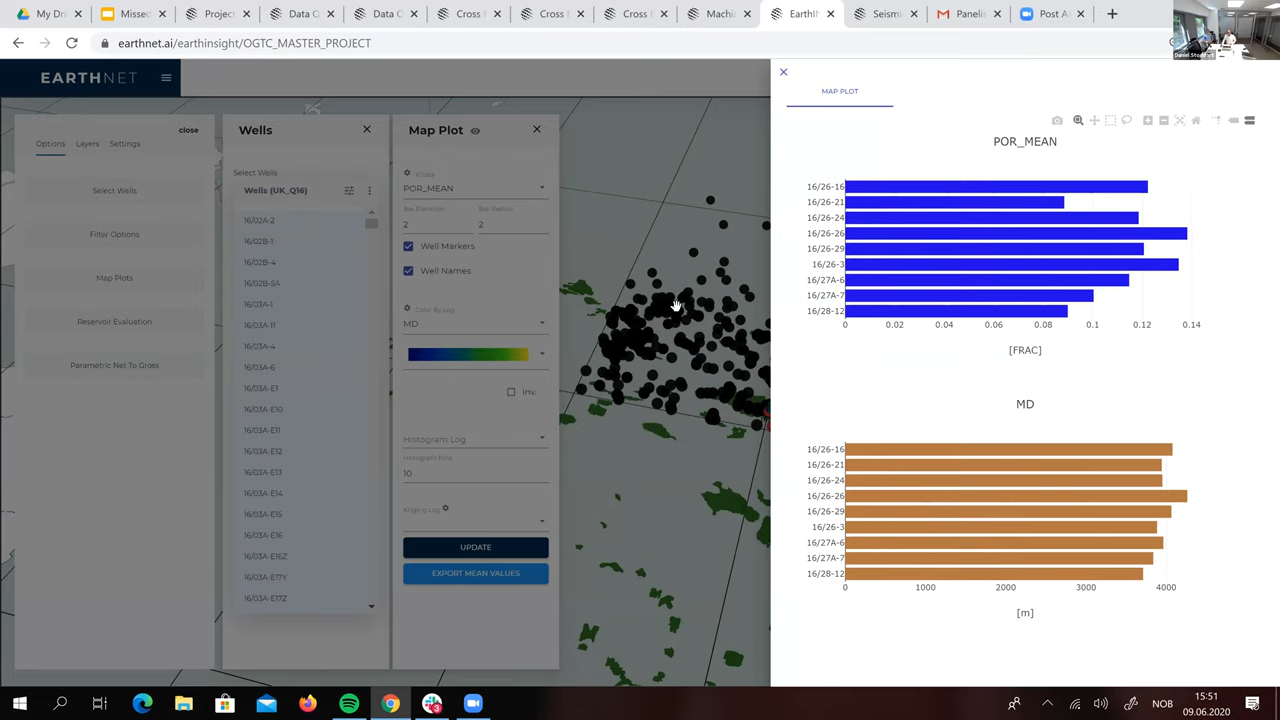 My Dr
Missed
Project
Data Q
Data C
Cross
Cross
Cross
Machi
EarthN
Seismi
Panelis
Post A
earthnet.ai/earthinsight/OGTC_MASTER_PROJECT
EARTHNET
close
Options
Layers
Settings
Select Wells
Filter Options
Map Plots
Reservoir Evaluation
Parametric Net To Gross
Wells
Select Wells
Wells (UK_Q16)
16/02A-2
16/02B-1
16/02B-4
16/02B-5A
16/03A-1
16/03A-11
16/03A-4
16/03A-6
16/03A-E1
16/03A-E10
16/03A-E11
16/03A-E12
16/03A-E13
16/03A-E14
16/03A-E15
16/03A-E16
16/03A-E16Z
16/03A-E17Y
16/03A-E17Z
Map Plot
POR_MEAN
Bar Elevation
Bar Radius
2
2
Well Markers
Well Names
Color By Log
MD
inv.
Histogram Log
10
Kriging Log
UPDATE
EXPORT MEAN VALUES
MAP PLOT
POR_MEAN
16/26-16
16/26-21
16/26-24
16/26-26
16/26-29
16/26-3
16/27A-6
16/27A-7
16/28-12
0 0.02 0.04 0.06 0.08 0.1 0.12 0.14
[FRAC]
MD
16/26-16
16/26-21
16/26-24
16/26-26
16/26-29
16/26-3
16/27A-6
16/27A-7
16/28-12
0 1000 2000 3000 4000
[m]
NOB
15:51
09.06.2020